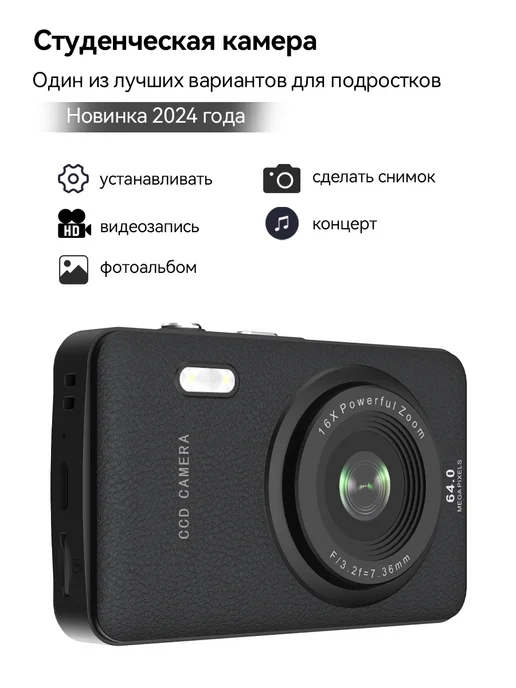 Студенческая камера
Один из лучших вариантов для подростков
Новинка 2024 года
устанавливать
сделать снимок
HD
видеозапись
концерт
фотоальбом
16X Powerful Zoom
CCD CAMERA
64.0
MEGAPIXELS
F/3.2f=7.36mm